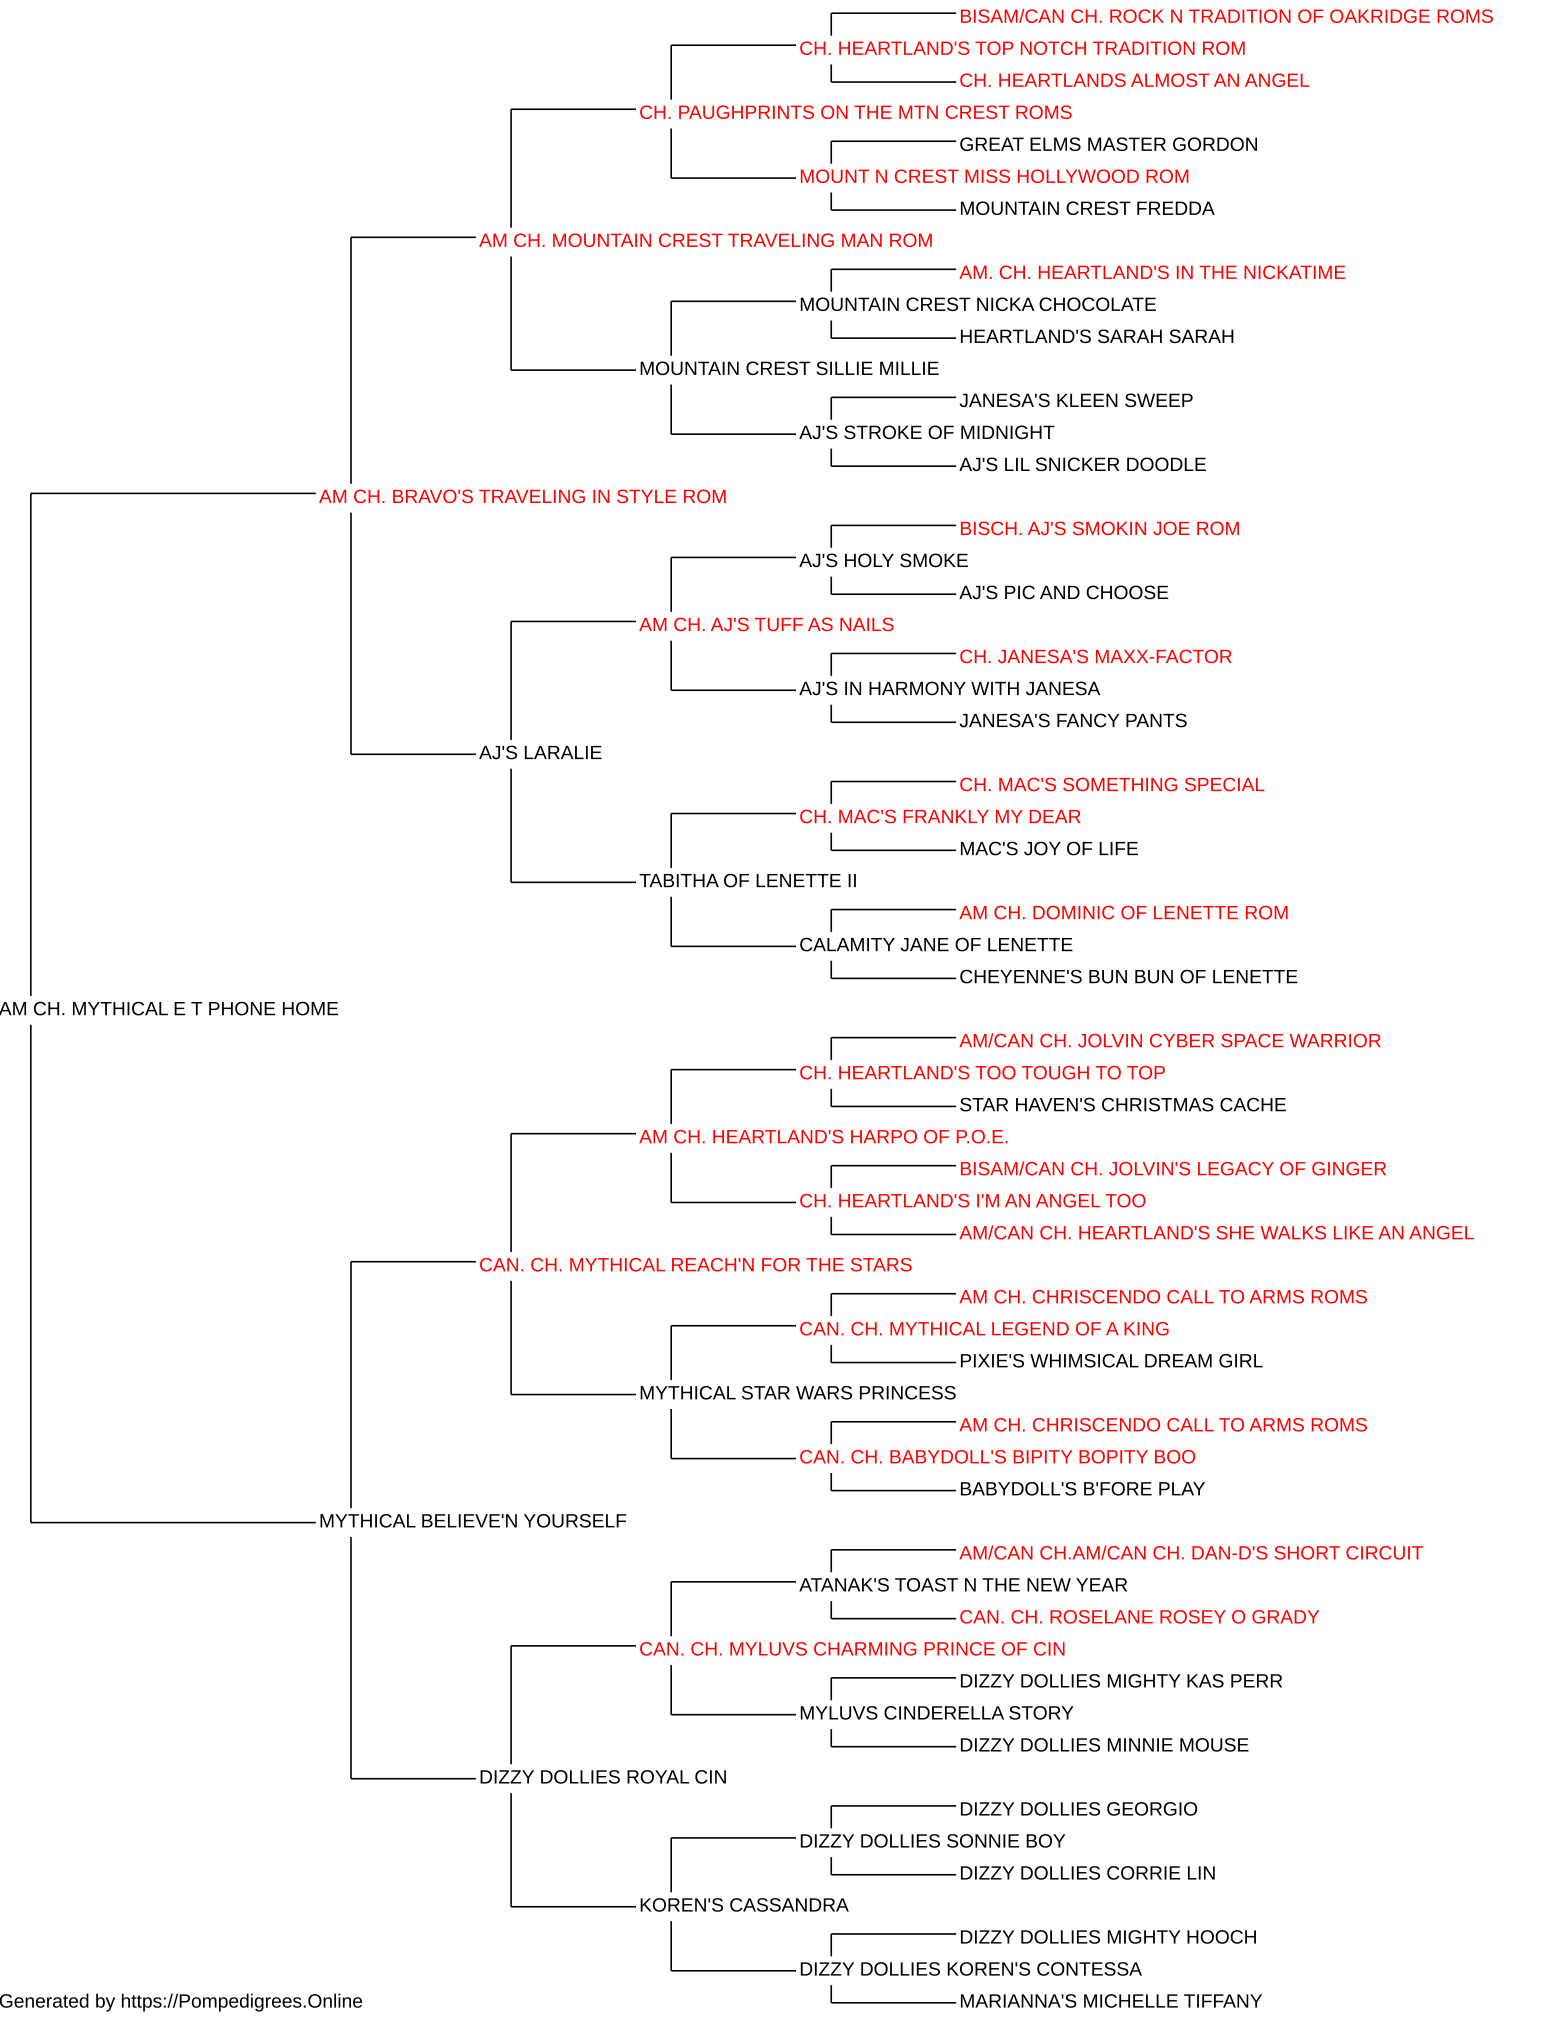 BISAM/CAN CH. ROCK N TRADITION OF OAKRIDGE ROMS
CH. HEARTLAND'S TOP NOTCH TRADITION ROM
CH. HEARTLANDS ALMOST AN ANGEL
CH. PAUGHPRINTS ON THE MTN CREST ROMS
GREAT ELMS MASTER GORDON
MOUNT N CREST MISS HOLLYWOOD ROM
MOUNTAIN CREST FREDDA
AM CH. MOUNTAIN CREST TRAVELING MAN ROM
AM. CH. HEARTLAND'S IN THE NICKATIME
MOUNTAIN CREST NICKA CHOCOLATE
HEARTLAND'S SARAH SARAH
MOUNTAIN CREST SILLIE MILLIE
JANESA'S KLEEN SWEEP
AJ'S STROKE OF MIDNIGHT
AJ'S LIL SNICKER DOODLE
AM CH. BRAVO'S TRAVELING IN STYLE ROM
BISCH. AJ'S SMOKIN JOE ROM
AJ'S HOLY SMOKE
AJ'S PIC AND CHOOSE
AM CH. AJ'S TUFF AS NAILS
CH. JANESA'S MAXX-FACTOR
AJ'S IN HARMONY WITH JANESA
JANESA'S FANCY PANTS
AJ'S LARALIE
CH. MAC'S SOMETHING SPECIAL
CH. MAC'S FRANKLY MY DEAR
MAC'S JOY OF LIFE
TABITHA OF LENETTE II
AM CH. DOMINIC OF LENETTE ROM
CALAMITY JANE OF LENETTE
CHEYENNE'S BUN BUN OF LENETTE
AM CH. MYTHICAL E T PHONE HOME
AM/CAN CH. JOLVIN CYBER SPACE WARRIOR
CH. HEARTLAND'S TOO TOUGH TO TOP
STAR HAVEN'S CHRISTMAS CACHE
AM CH. HEARTLAND'S HARPO OF P.O.E.
BISAM/CAN CH. JOLVIN'S LEGACY OF GINGER
CH. HEARTLAND'S I'M AN ANGEL TOO
AM/CAN CH. HEARTLAND'S SHE WALKS LIKE AN ANGEL
CAN. CH. MYTHICAL REACH'N FOR THE STARS
AM CH. CHRISCENDO CALL TO ARMS ROMS
CAN. CH. MYTHICAL LEGEND OF A KING
PIXIE'S WHIMSICAL DREAM GIRL
MYTHICAL STAR WARS PRINCESS
AM CH. CHRISCENDO CALL TO ARMS ROMS
CAN. CH. BABYDOLL'S BIPITY BOPITY BOO
BABYDOLL'S B'FORE PLAY
MYTHICAL BELIEVE'N YOURSELF
AM/CAN CH.AM/CAN CH. DAN-D'S SHORT CIRCUIT
ATANAK'S TOAST N THE NEW YEAR
CAN. CH. ROSELANE ROSEY O GRADY
CAN. CH. MYLUVS CHARMING PRINCE OF CIN
DIZZY DOLLIES MIGHTY KAS PERR
MYLUVS CINDERELLA STORY
DIZZY DOLLIES MINNIE MOUSE
DIZZY DOLLIES ROYAL CIN
DIZZY DOLLIES GEORGIO
DIZZY DOLLIES SONNIE BOY
DIZZY DOLLIES CORRIE LIN
KOREN'S CASSANDRA
DIZZY DOLLIES MIGHTY HOOCH
DIZZY DOLLIES KOREN'S CONTESSA
MARIANNA'S MICHELLE TIFFANY
Generated by https://Pompedigrees.Online